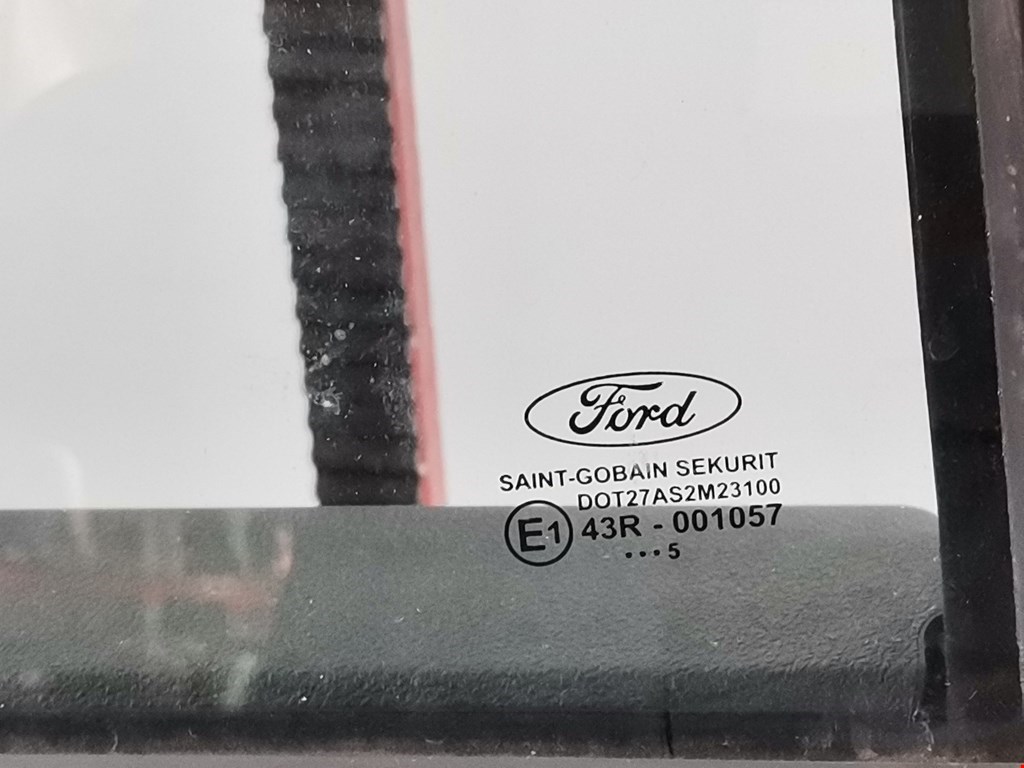 Ford
SAINT-GOBAIN SEKURIT
DOT27AS2M23100
E1 43R - 001057
•••5